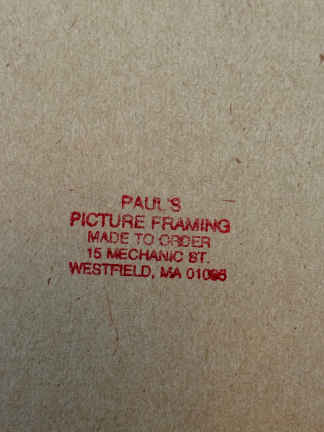 PAUL'S
PICTURE FRAMING
MADE TO ORDER
15 MECHANIC ST.
WESTFIELD, MA 01085